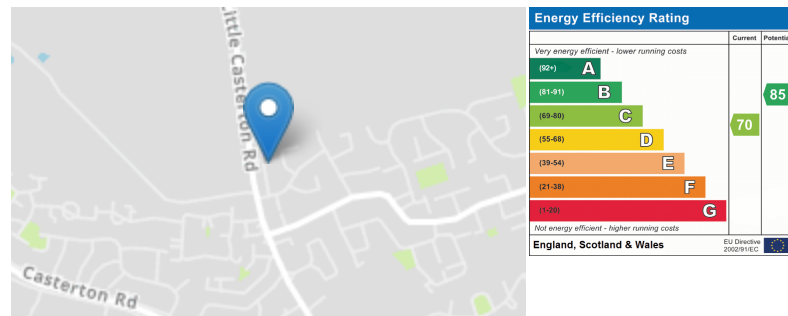 Little Casterton Rd
Casterton Rd
Energy Efficiency Rating
Current Potentia
Very energy efficient - lower running costs
(92+) A
(81-91) B
85
(69-80) C
70
(55-68) D
(39-54) E
(21-38) F
(1-20) G
Not energy efficient - higher running costs
England, Scotland & Wales
EU Directive
2002/91/EC